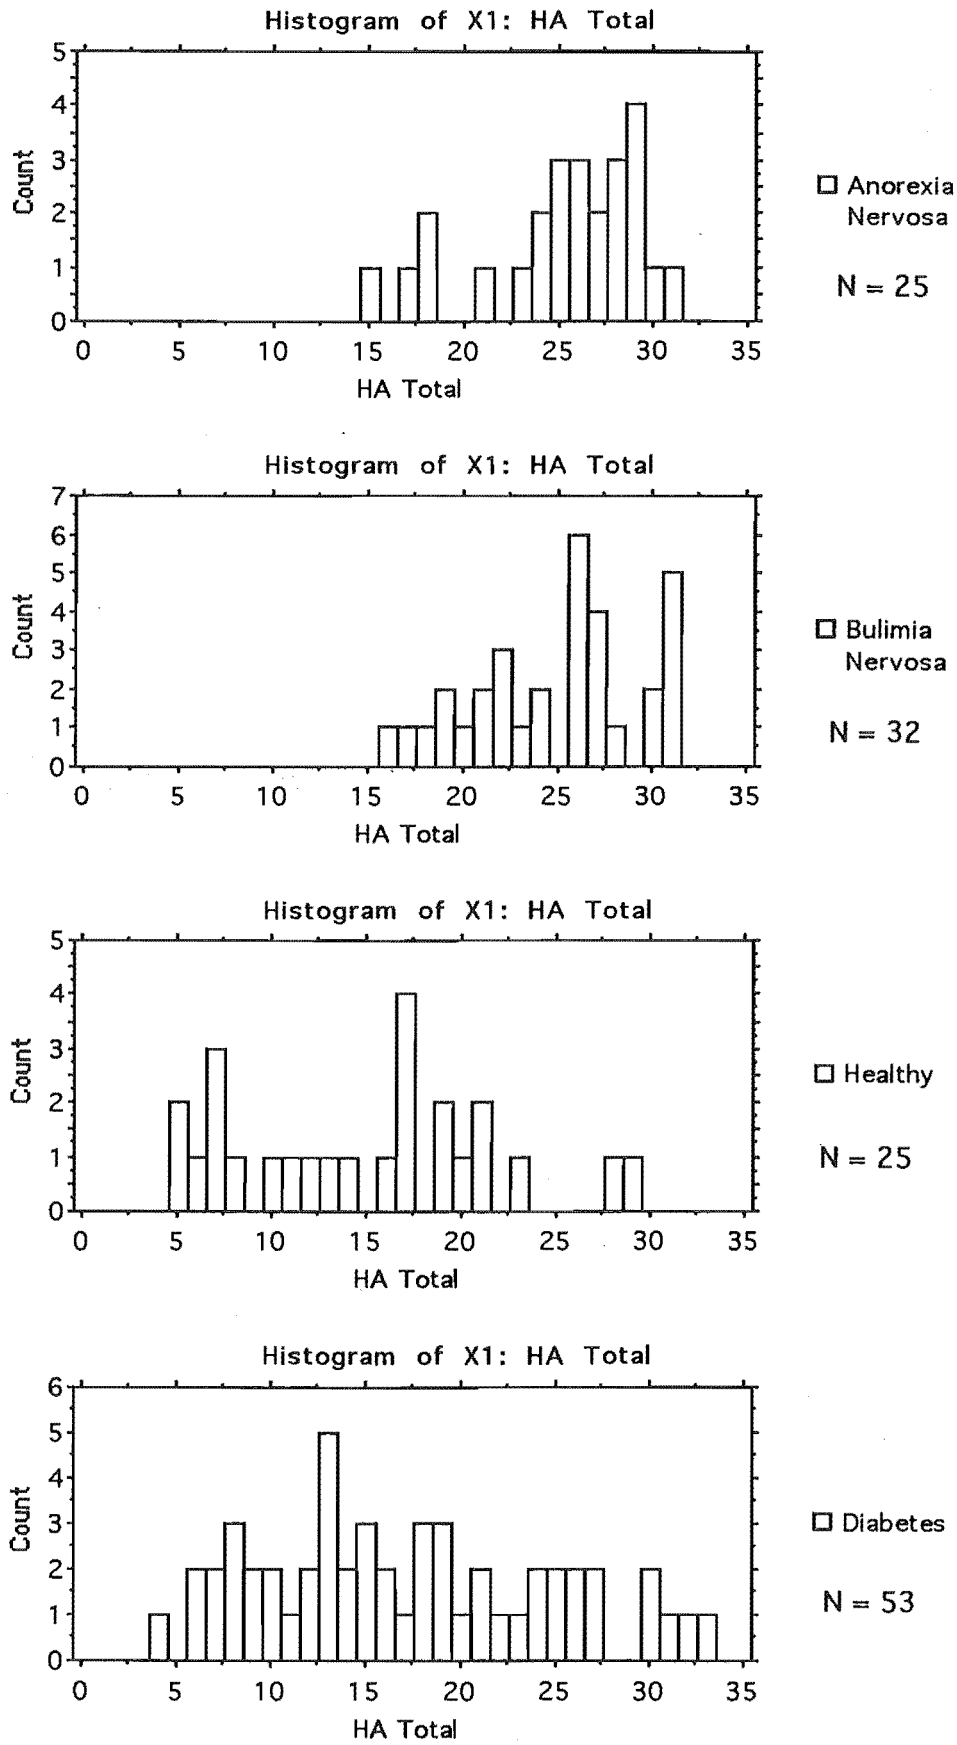 Histogram of X1: HA Total
5
4
3
2
1
0
Count
0 5 10 15 20 25 30 35
HA Total
Anorexia
Nervosa
N = 25
Histogram of X1: HA Total
7
6
5
4
3
2
1
0
Count
0 5 10 15 20 25 30 35
HA Total
Bulimia
Nervosa
N = 32
Histogram of X1: HA Total
5
4
3
2
1
0
Count
0 5 10 15 20 25 30 35
HA Total
Healthy
N = 25
Histogram of X1: HA Total
6
5
4
3
2
1
0
Count
0 5 10 15 20 25 30 35
HA Total
Diabetes
N = 53